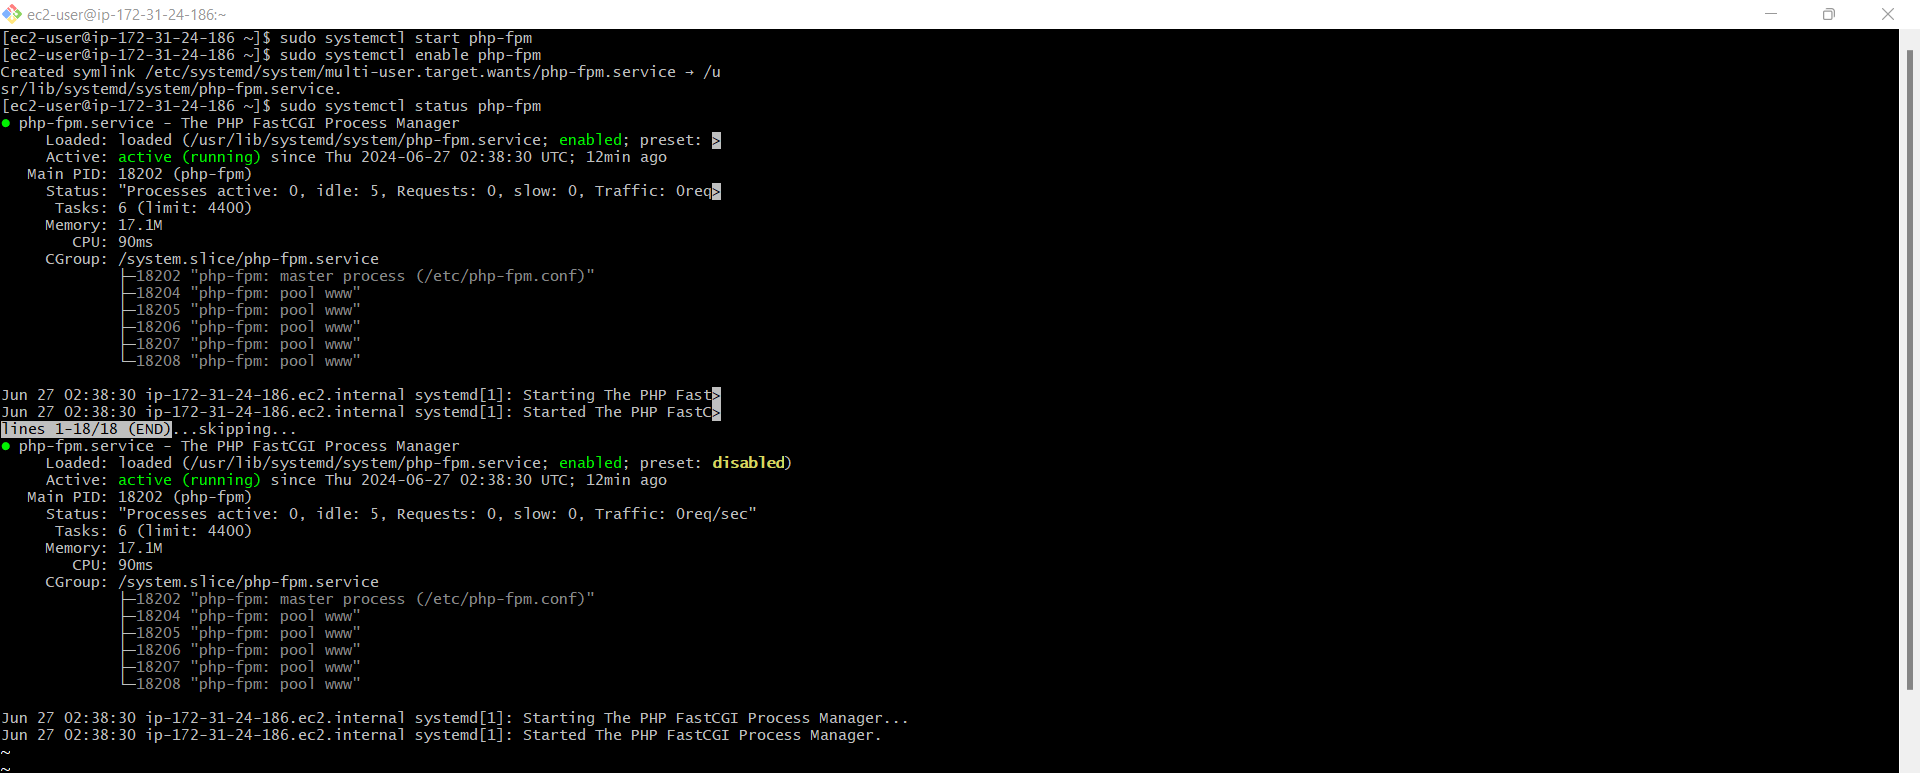 ec2-user@ip-172-31-24-186:~
[ec2-user@ip-172-31-24-186 ~]$ sudo systemctl start php-fpm
[ec2-user@ip-172-31-24-186 ~]$ sudo systemctl enable php-fpm
Created symlink /etc/systemd/system/multi-user.target.wants/php-fpm.service → /u
sr/lib/systemd/system/php-fpm.service.
[ec2-user@ip-172-31-24-186 ~]$ sudo systemctl status php-fpm
● php-fpm.service - The PHP FastCGI Process Manager
     Loaded: loaded (/usr/lib/systemd/system/php-fpm.service; enabled; preset: >
     Active: active (running) since Thu 2024-06-27 02:38:30 UTC; 12min ago
   Main PID: 18202 (php-fpm)
     Status: "Processes active: 0, idle: 5, Requests: 0, slow: 0, Traffic: 0req>
      Tasks: 6 (limit: 4400)
     Memory: 17.1M
        CPU: 90ms
     CGroup: /system.slice/php-fpm.service
             ├─18202 "php-fpm: master process (/etc/php-fpm.conf)"
             ├─18204 "php-fpm: pool www"
             ├─18205 "php-fpm: pool www"
             ├─18206 "php-fpm: pool www"
             ├─18207 "php-fpm: pool www"
             └─18208 "php-fpm: pool www"

Jun 27 02:38:30 ip-172-31-24-186.ec2.internal systemd[1]: Starting The PHP Fast>
Jun 27 02:38:30 ip-172-31-24-186.ec2.internal systemd[1]: Started The PHP FastC>
lines 1-18/18 (END)...skipping...
● php-fpm.service - The PHP FastCGI Process Manager
     Loaded: loaded (/usr/lib/systemd/system/php-fpm.service; enabled; preset: disabled)
     Active: active (running) since Thu 2024-06-27 02:38:30 UTC; 12min ago
   Main PID: 18202 (php-fpm)
     Status: "Processes active: 0, idle: 5, Requests: 0, slow: 0, Traffic: 0req/sec"
      Tasks: 6 (limit: 4400)
     Memory: 17.1M
        CPU: 90ms
     CGroup: /system.slice/php-fpm.service
             ├─18202 "php-fpm: master process (/etc/php-fpm.conf)"
             ├─18204 "php-fpm: pool www"
             ├─18205 "php-fpm: pool www"
             ├─18206 "php-fpm: pool www"
             ├─18207 "php-fpm: pool www"
             └─18208 "php-fpm: pool www"

Jun 27 02:38:30 ip-172-31-24-186.ec2.internal systemd[1]: Starting The PHP FastCGI Process Manager...
Jun 27 02:38:30 ip-172-31-24-186.ec2.internal systemd[1]: Started The PHP FastCGI Process Manager.
~
~